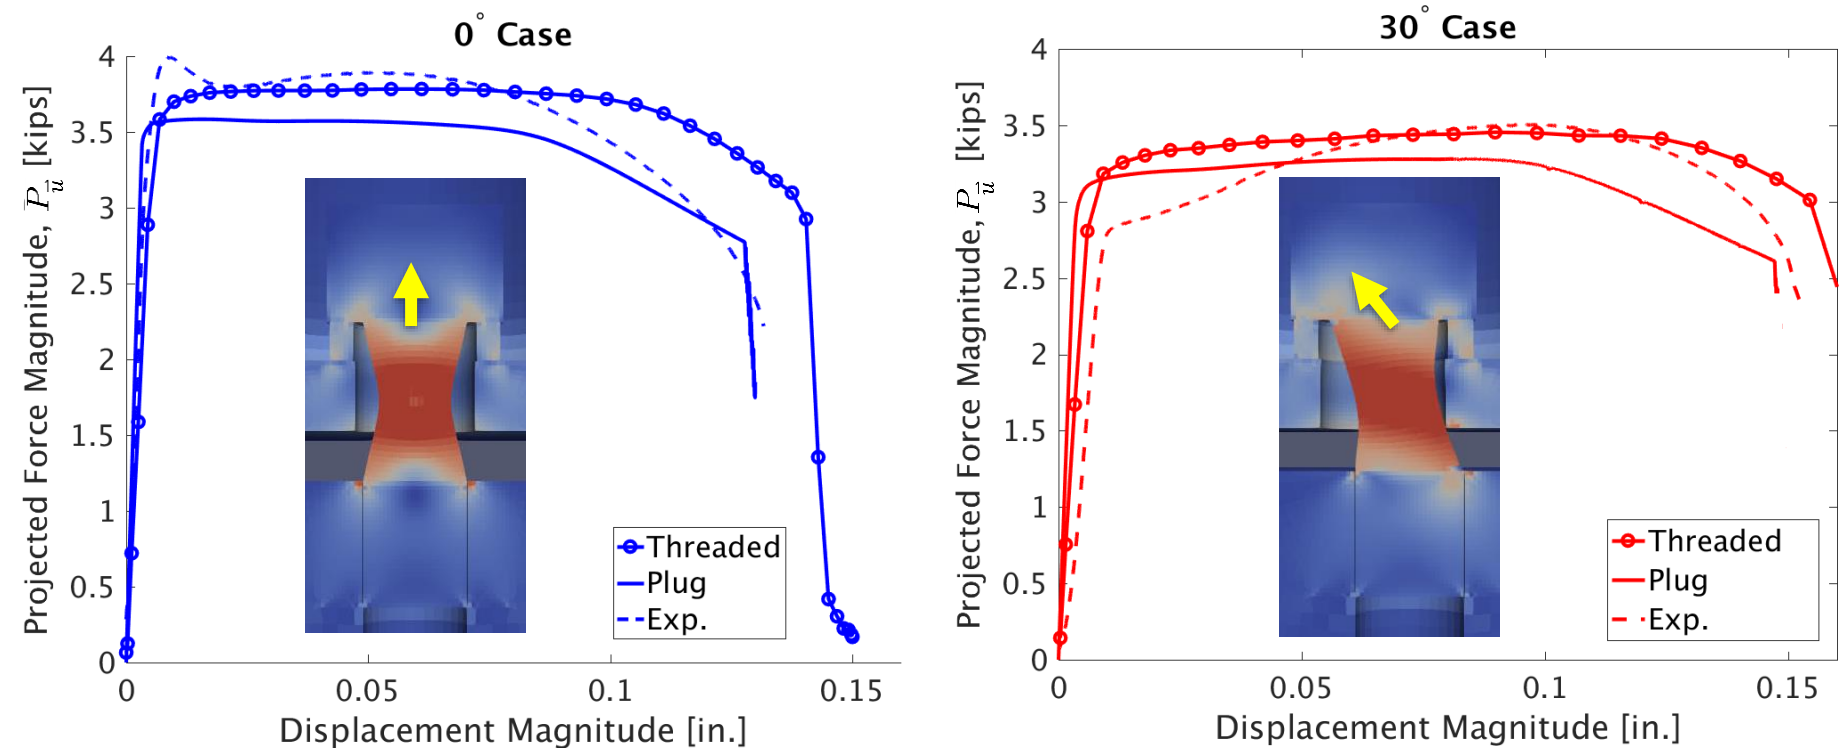 0° Case
Projected Force Magnitude, P̅_u⃗ [kips]
4
3.5
3
2.5
2
1.5
1
0.5
0
0 0.05 0.1 0.15
Displacement Magnitude [in.]
Threaded
Plug
Exp.
30° Case
Projected Force Magnitude, P_u⃗ [kips]
4
3.5
3
2.5
2
1.5
1
0.5
0
0 0.05 0.1 0.15
Displacement Magnitude [in.]
Threaded
Plug
Exp.